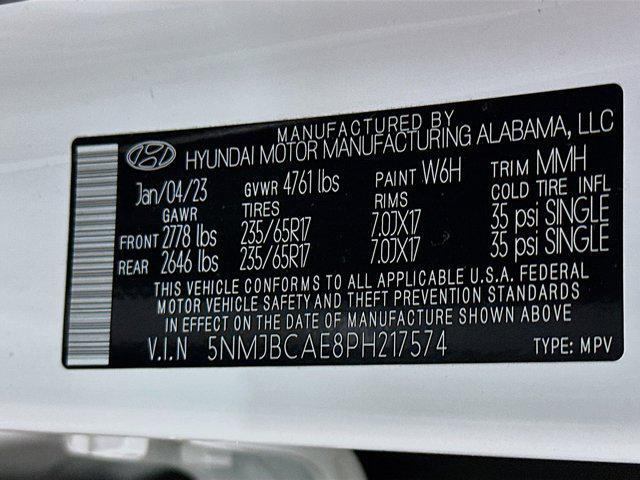 MANUFACTURED BY
HYUNDAI MOTOR MANUFACTURING ALABAMA, LLC
Jan/04/23 GVWR 4761 lbs PAINT W6H TRIM MMH
GAWR TIRES RIMS COLD TIRE INFL
FRONT 2778 lbs 235/65R17 7.0JX17 35 psi SINGLE
REAR 2646 lbs 235/65R17 7.0JX17 35 psi SINGLE
THIS VEHICLE CONFORMS TO ALL APPLICABLE U.S.A. FEDERAL
MOTOR VEHICLE SAFETY AND THEFT PREVENTION STANDARDS
IN EFFECT ON THE DATE OF MANUFACTURE SHOWN ABOVE
V.I.N 5NMJBCAE8PH217574 TYPE: MPV